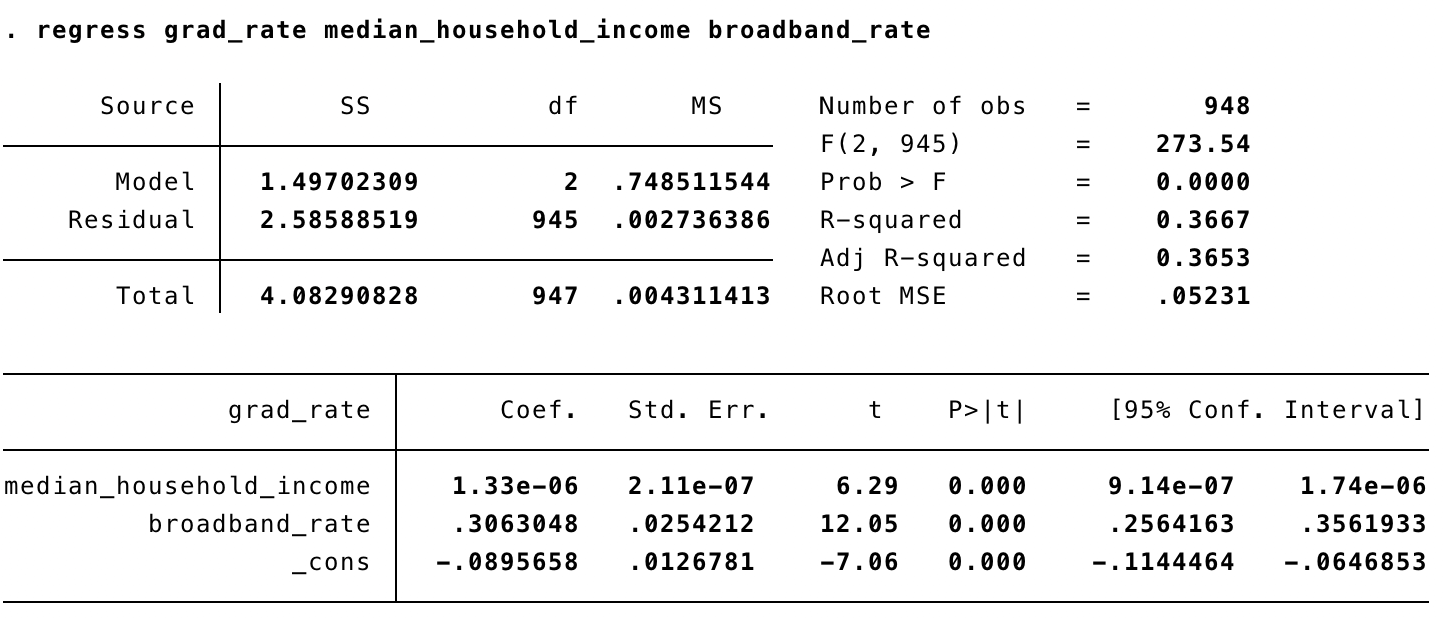 . regress grad_rate median_household_income broadband_rate
Source SS df MS Number of obs = 948
F(2, 945) = 273.54
Model 1.49702309 2 .748511544 Prob > F = 0.0000
Residual 2.58588519 945 .002736386 R-squared = 0.3667
Adj R-squared = 0.3653
Total 4.08290828 947 .004311413 Root MSE = .05231
grad_rate Coef. Std. Err. t P>|t| [95% Conf. Interval]
median_household_income 1.33e-06 2.11e-07 6.29 0.000 9.14e-07 1.74e-06
broadband_rate .3063048 .0254212 12.05 0.000 .2564163 .3561933
_cons -.0895658 .0126781 -7.06 0.000 -.1144464 -.0646853